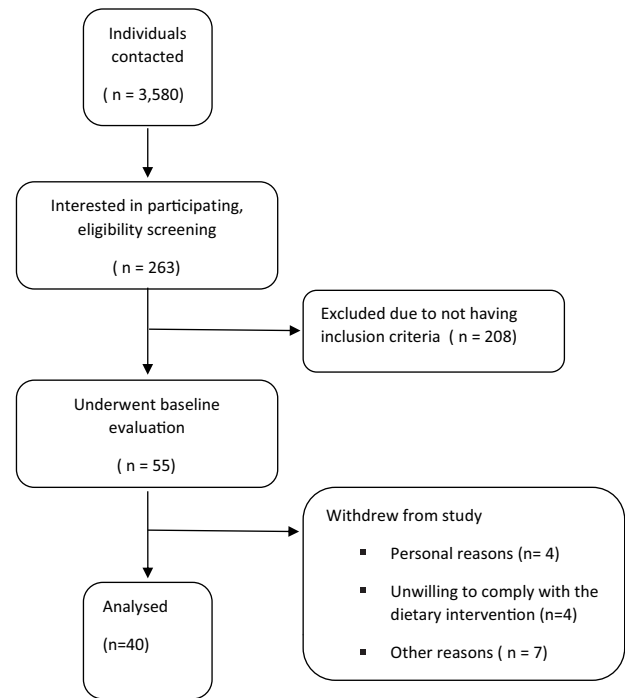 Individuals
contacted
( n = 3,580)
Interested in participating,
eligibility screening
( n = 263)
Excluded due to not having
inclusion criteria ( n = 208)
Underwent baseline
evaluation
( n = 55)
Withdrew from study
▪ Personal reasons (n= 4)
▪ Unwilling to comply with the
dietary intervention (n=4)
▪ Other reasons ( n = 7)
Analysed
(n=40)